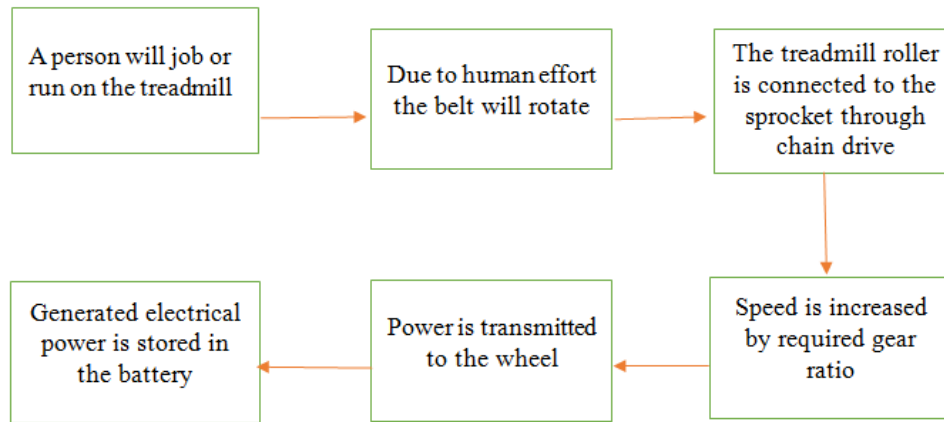 A person will job or
run on the treadmill
Due to human effort
the belt will rotate
The treadmill roller
is connected to the
sprocket through
chain drive
Speed is increased
by required gear
ratio
Power is transmitted
to the wheel
Generated electrical
power is stored in
the battery